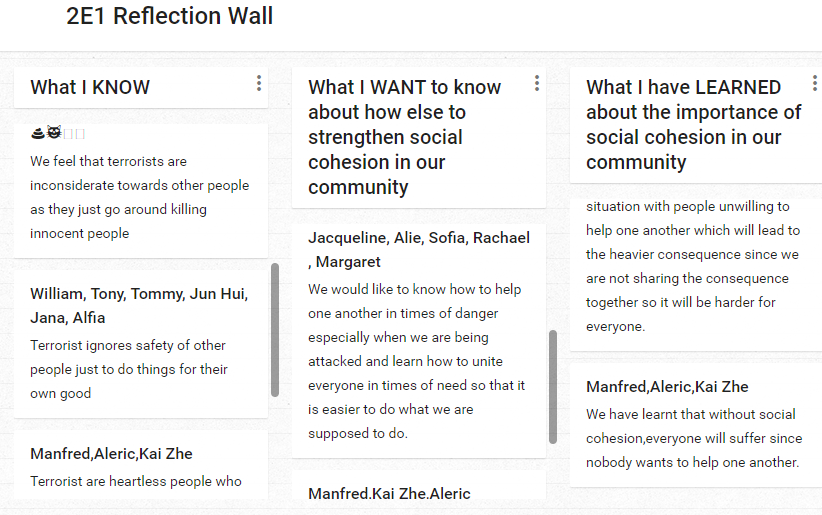 2E1 Reflection Wall
What I KNOW
💩😈
We feel that terrorists are
inconsiderate towards other people
as they just go around killing
innocent people
William, Tony, Tommy, Jun Hui,
Jana, Alfia
Terrorist ignores safety of other
people just to do things for their
own good
Manfred,Aleric,Kai Zhe
Terrorist are heartless people who
What I WANT to know
about how else to
strengthen social
cohesion in our
community
Jacqueline, Alie, Sofia, Rachael
, Margaret
We would like to know how to help
one another in times of danger
especially when we are being
attacked and learn how to unite
everyone in times of need so that it
is easier to do what we are
supposed to do.
Manfred.Kai Zhe.Aleric
What I have LEARNED
about the importance of
social cohesion in our
community
situation with people unwilling to
help one another which will lead to
the heavier consequence since we
are not sharing the consequence
together so it will be harder for
everyone.
Manfred,Aleric,Kai Zhe
We have learnt that without social
cohesion,everyone will suffer since
nobody wants to help one another.